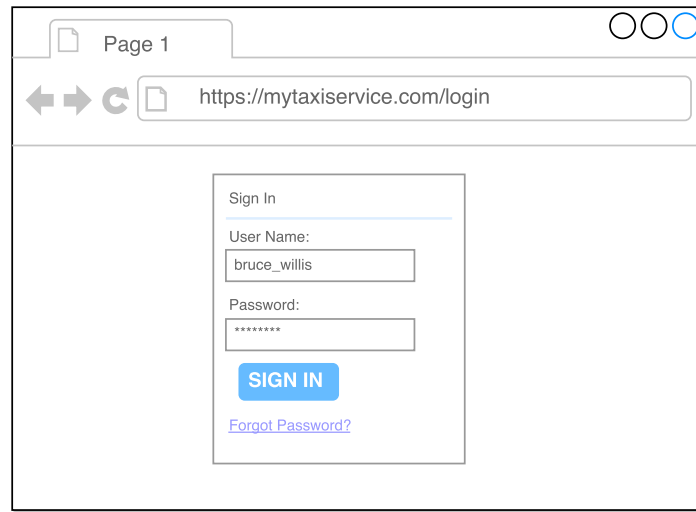 Page 1
https://mytaxiservice.com/login
Sign In
User Name:
bruce_willis
Password:
********
SIGN IN
Forgot Password?